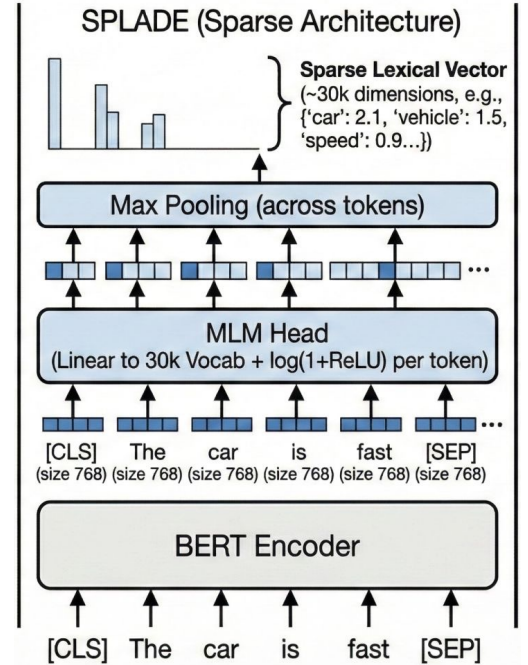 SPLADE (Sparse Architecture)
Sparse Lexical Vector
(~30k dimensions, e.g.,
{‘car’: 2.1, ‘vehicle’: 1.5,
‘speed’: 0.9...})
Max Pooling (across tokens)
...
MLM Head
(Linear to 30k Vocab + log(1+ReLU) per token)
...
[CLS] The car is fast [SEP]
(size 768) (size 768) (size 768) (size 768) (size 768) (size 768)
BERT Encoder
[CLS] The car is fast [SEP]